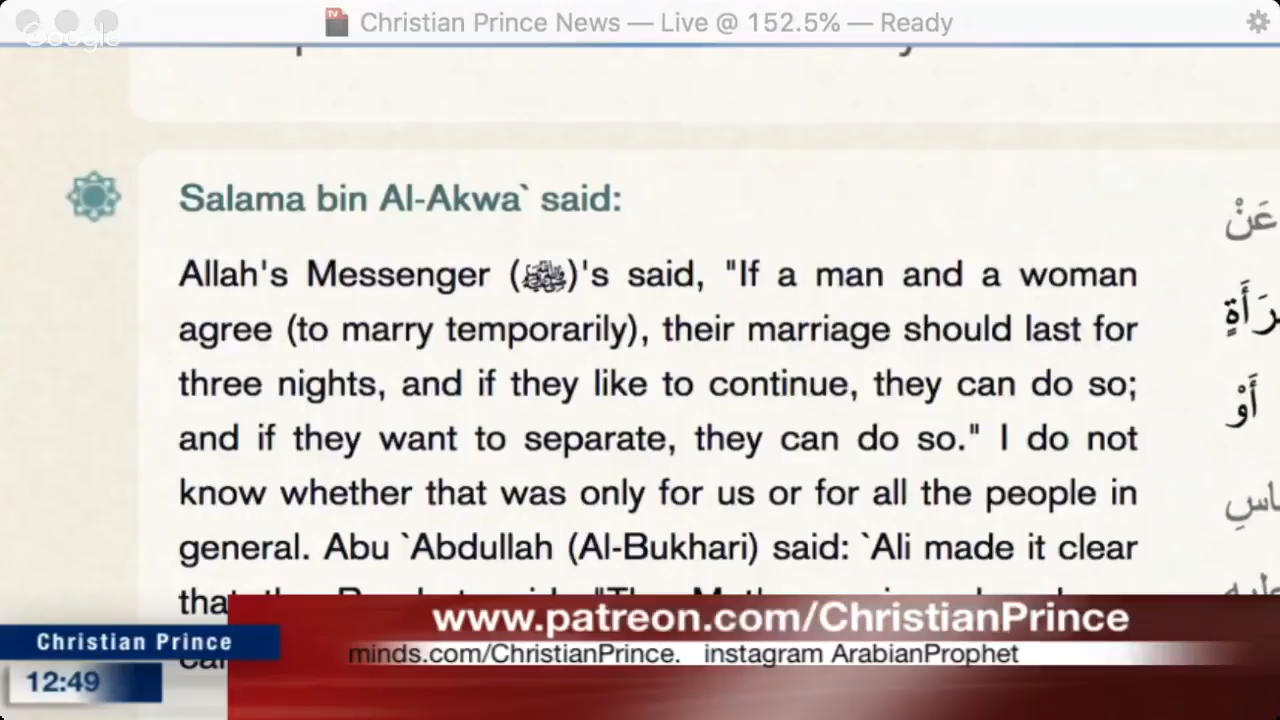 Christian Prince News — Live @ 152.5% — Ready
Google
Salama bin Al-Akwa` said:
Allah's Messenger (ﷺ)'s said, "If a man and a woman
agree (to marry temporarily), their marriage should last for
three nights, and if they like to continue, they can do so;
and if they want to separate, they can do so." I do not
know whether that was only for us or for all the people in
general. Abu `Abdullah (Al-Bukhari) said: `Ali made it clear
عَنْ
أَوْ
www.patreon.com/ChristianPrince
Christian Prince
minds.com/ChristianPrince. instagram ArabianProphet
12:49